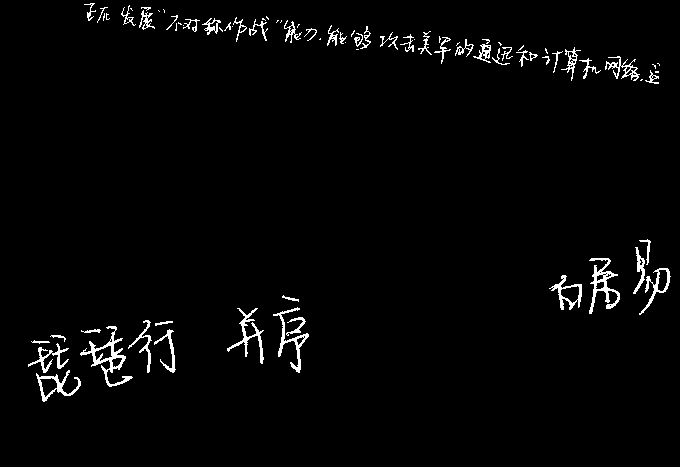 正在发展"不对称作战"能力.能够攻击美军的通迅和计算机网络.这
白居易
琵琶行 并序